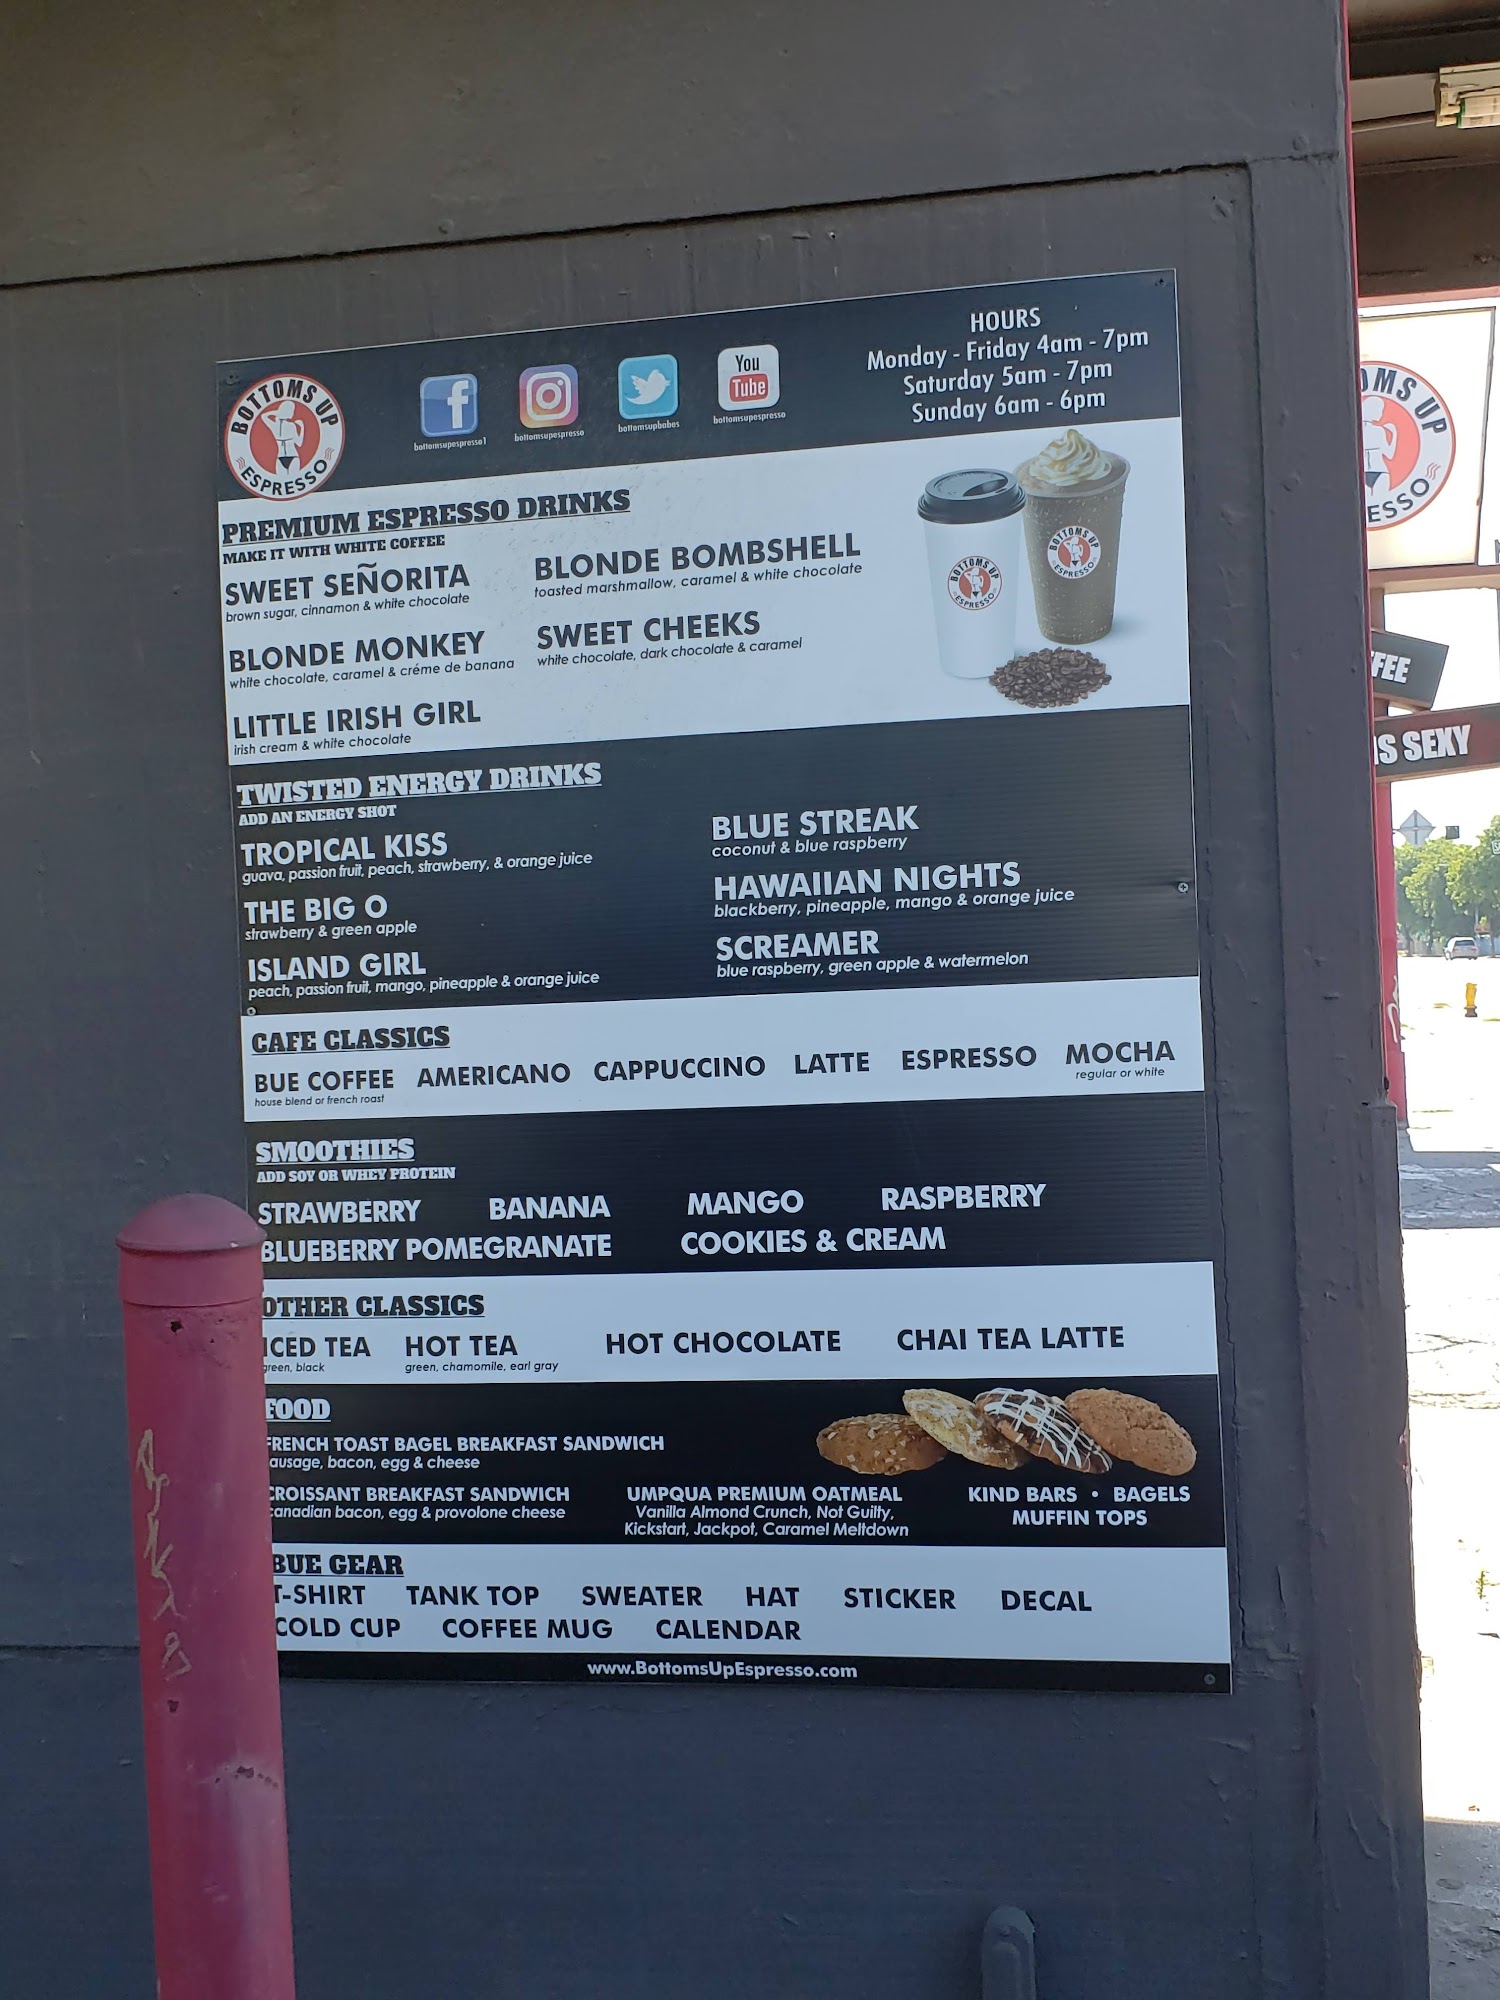 BOTTOMS UP
ESPRESSO
bottomsupespresso1
bottomsupespresso
bottomsupbabes
You
Tube
bottomsupespresso
HOURS
Monday - Friday 4am - 7pm
Saturday 5am - 7pm
Sunday 6am - 6pm
PREMIUM ESPRESSO DRINKS
MAKE IT WITH WHITE COFFEE
SWEET SEÑORITA
brown sugar, cinnamon & white chocolate
BLONDE MONKEY
white chocolate, caramel & créme de banana
LITTLE IRISH GIRL
irish cream & white chocolate
BLONDE BOMBSHELL
toasted marshmallow, caramel & white chocolate
SWEET CHEEKS
white chocolate, dark chocolate & caramel
BOTTOMS UP
ESPRESSO
BOTTOMS UP
ESPRESSO
TWISTED ENERGY DRINKS
ADD AN ENERGY SHOT
TROPICAL KISS
guava, passion fruit, peach, strawberry, & orange juice
THE BIG O
strawberry & green apple
ISLAND GIRL
peach, passion fruit, mango, pineapple & orange juice
BLUE STREAK
coconut & blue raspberry
HAWAIIAN NIGHTS
blackberry, pineapple, mango & orange juice
SCREAMER
blue raspberry, green apple & watermelon
CAFE CLASSICS
BUE COFFEE AMERICANO CAPPUCCINO LATTE ESPRESSO MOCHA
house blend or french roast
regular or white
SMOOTHIES
ADD SOY OR WHEY PROTEIN
STRAWBERRY BANANA MANGO RASPBERRY
BLUEBERRY POMEGRANATE COOKIES & CREAM
OTHER CLASSICS
ICED TEA HOT TEA HOT CHOCOLATE CHAI TEA LATTE
green, black
green, chamomile, earl gray
FOOD
FRENCH TOAST BAGEL BREAKFAST SANDWICH
ausage, bacon, egg & cheese
CROISSANT BREAKFAST SANDWICH
canadian bacon, egg & provolone cheese
UMPQUA PREMIUM OATMEAL
Vanilla Almond Crunch, Not Guilty,
Kickstart, Jackpot, Caramel Meltdown
KIND BARS • BAGELS
MUFFIN TOPS
BUE GEAR
T-SHIRT TANK TOP SWEATER HAT STICKER DECAL
COLD CUP COFFEE MUG CALENDAR
www.BottomsUpEspresso.com
OMS UP
ESSO
FEE
IS SEXY